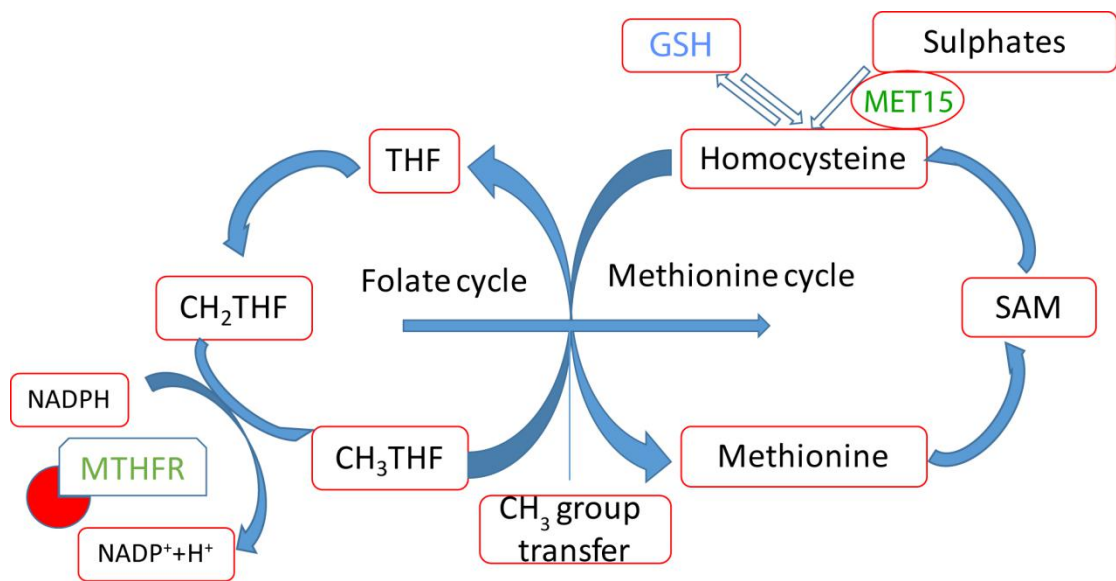 GSH
Sulphates
MET15
THF
Homocysteine
Folate cycle
Methionine cycle
CH₂THF
SAM
NADPH
MTHFR
CH₃THF
Methionine
CH₃ group
transfer
NADP⁺+H⁺